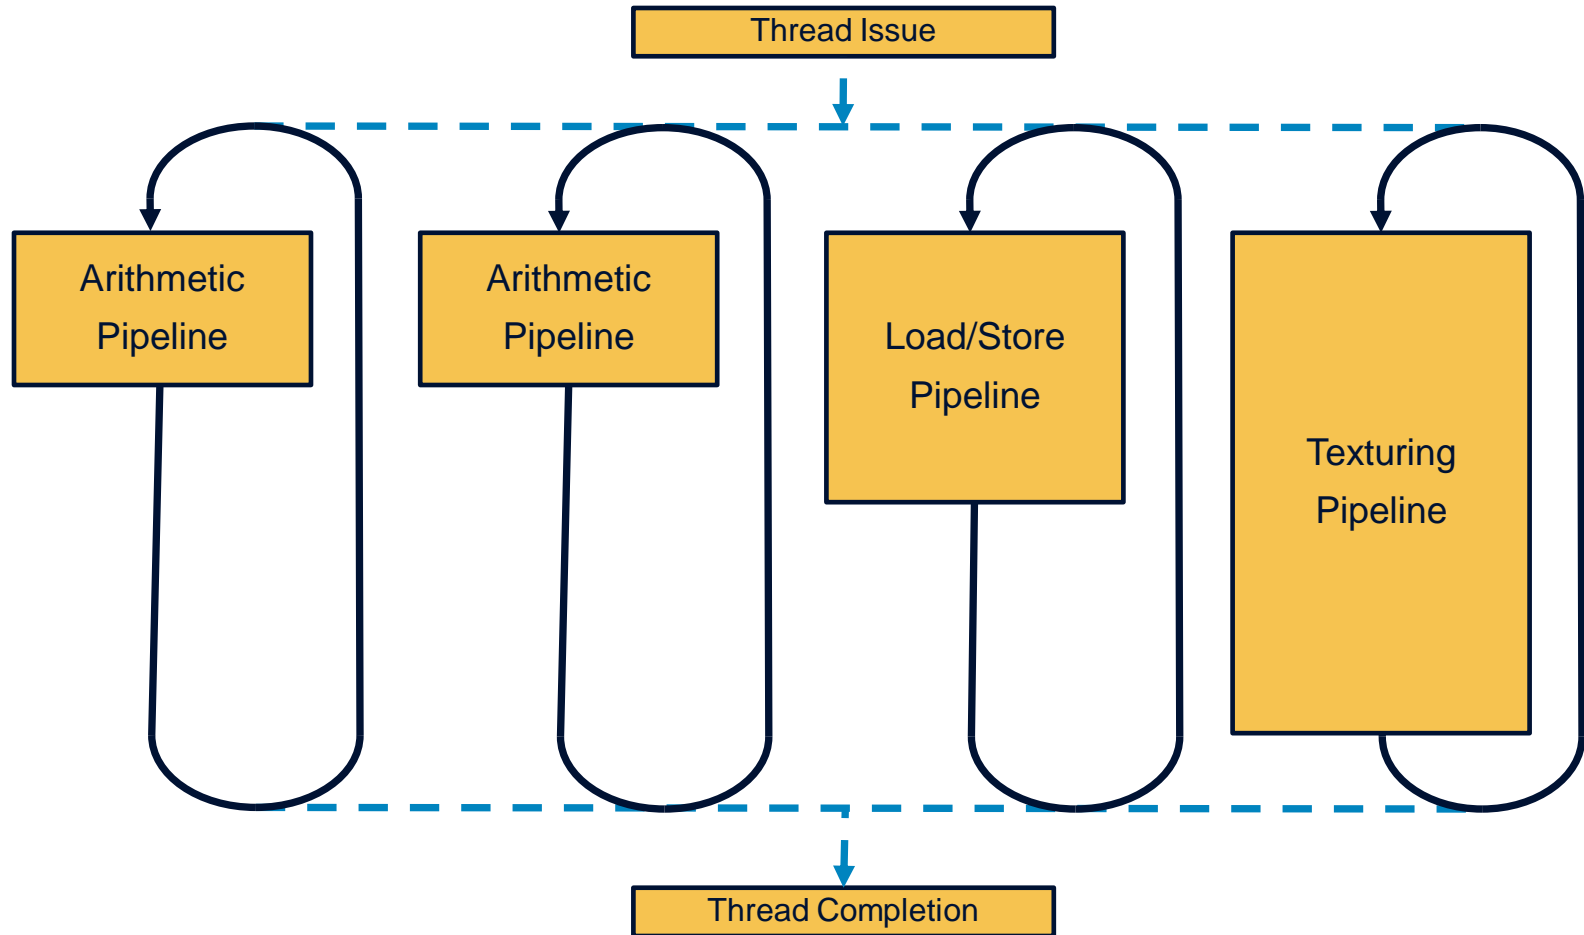 Thread Issue
Arithmetic
Pipeline
Arithmetic
Pipeline
Load/Store
Pipeline
Texturing
Pipeline
Thread Completion